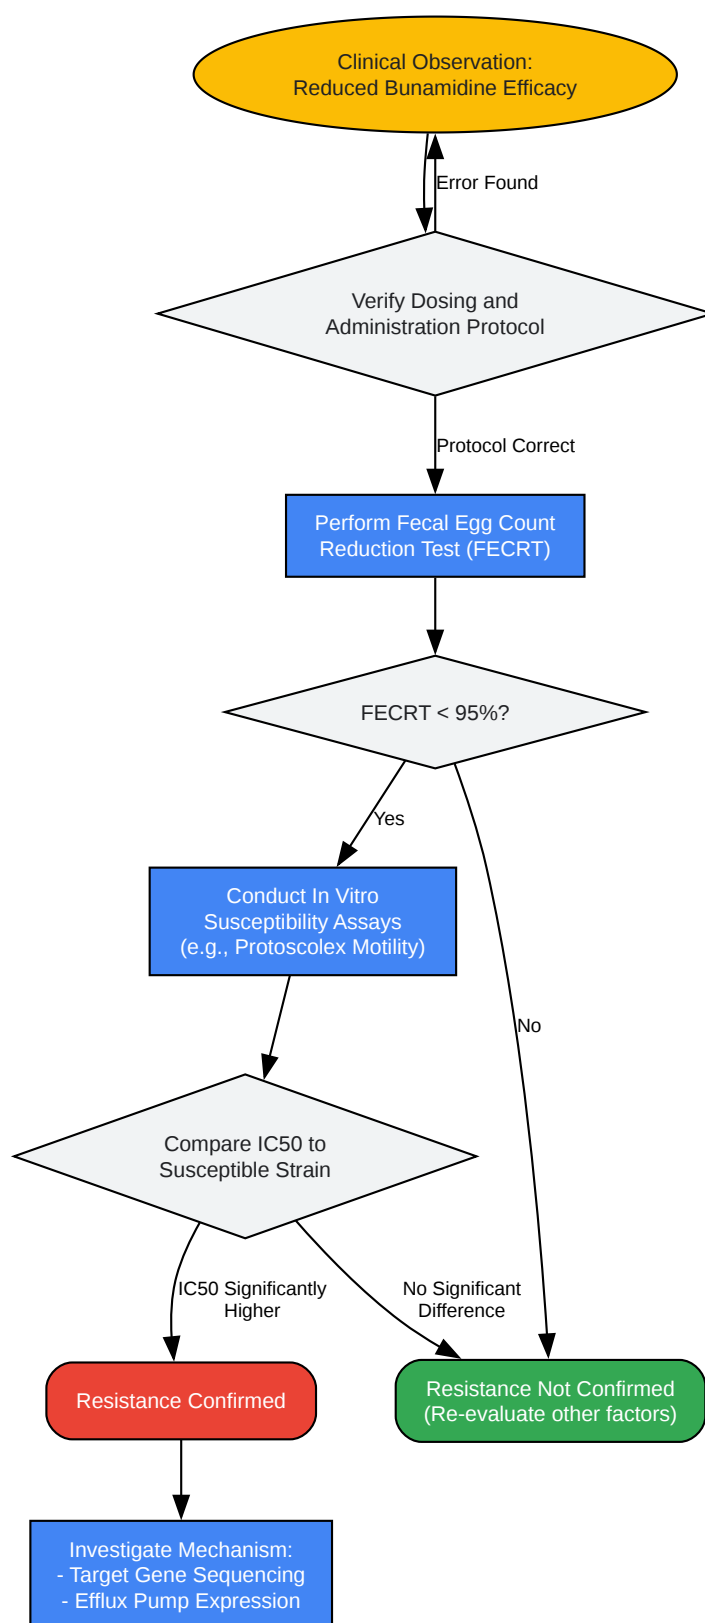 Clinical Observation:
Reduced Bunamidine Efficacy
Error Found
Verify Dosing and
Administration Protocol
Protocol Correct
Perform Fecal Egg Count
Reduction Test (FECRT)
FECRT < 95%?
Yes
Conduct In Vitro
Susceptibility Assays
(e.g., Protoscolex Motility)
No
Compare IC50 to
Susceptible Strain
IC50 Significantly
Higher
No Significant
Difference
Resistance Confirmed
Resistance Not Confirmed
(Re-evaluate other factors)
Investigate Mechanism:
- Target Gene Sequencing
- Efflux Pump Expression